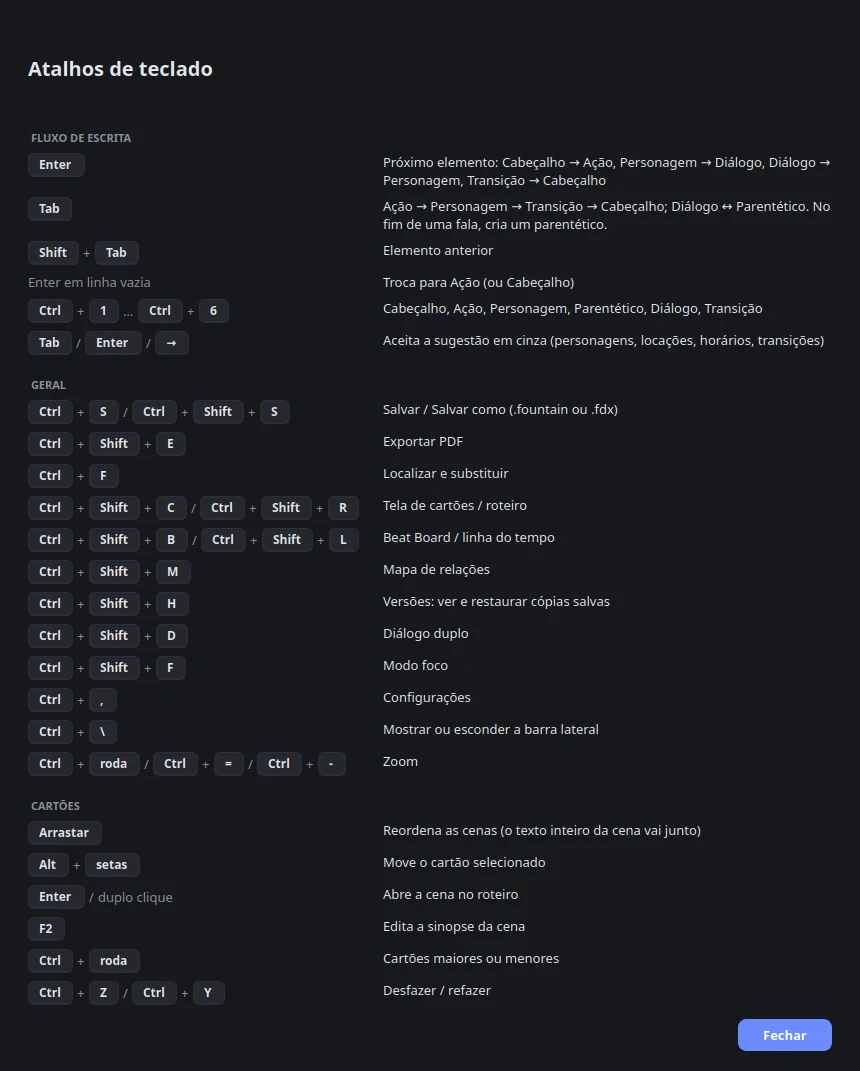 Atalhos de teclado
FLUXO DE ESCRITA
Enter Próximo elemento: Cabeçalho → Ação, Personagem → Diálogo, Diálogo →
Personagem, Transição → Cabeçalho
Tab Ação → Personagem → Transição → Cabeçalho; Diálogo ↔ Parentético. No
fim de uma fala, cria um parentético.
Shift + Tab Elemento anterior
Enter em linha vazia Troca para Ação (ou Cabeçalho)
Ctrl + 1 ... Ctrl + 6 Cabeçalho, Ação, Personagem, Parentético, Diálogo, Transição
Tab / Enter / → Aceita a sugestão em cinza (personagens, locações, horários, transições)
GERAL
Ctrl + S / Ctrl + Shift + S Salvar / Salvar como (.fountain ou .fdx)
Ctrl + Shift + E Exportar PDF
Ctrl + F Localizar e substituir
Ctrl + Shift + C / Ctrl + Shift + R Tela de cartões / roteiro
Ctrl + Shift + B / Ctrl + Shift + L Beat Board / linha do tempo
Ctrl + Shift + M Mapa de relações
Ctrl + Shift + H Versões: ver e restaurar cópias salvas
Ctrl + Shift + D Diálogo duplo
Ctrl + Shift + F Modo foco
Ctrl + , Configurações
Ctrl + \ Mostrar ou esconder a barra lateral
Ctrl + roda / Ctrl + = / Ctrl + - Zoom
CARTÕES
Arrastar Reordena as cenas (o texto inteiro da cena vai junto)
Alt + setas Move o cartão selecionado
Enter / duplo clique Abre a cena no roteiro
F2 Edita a sinopse da cena
Ctrl + roda Cartões maiores ou menores
Ctrl + Z / Ctrl + Y Desfazer / refazer
Fechar